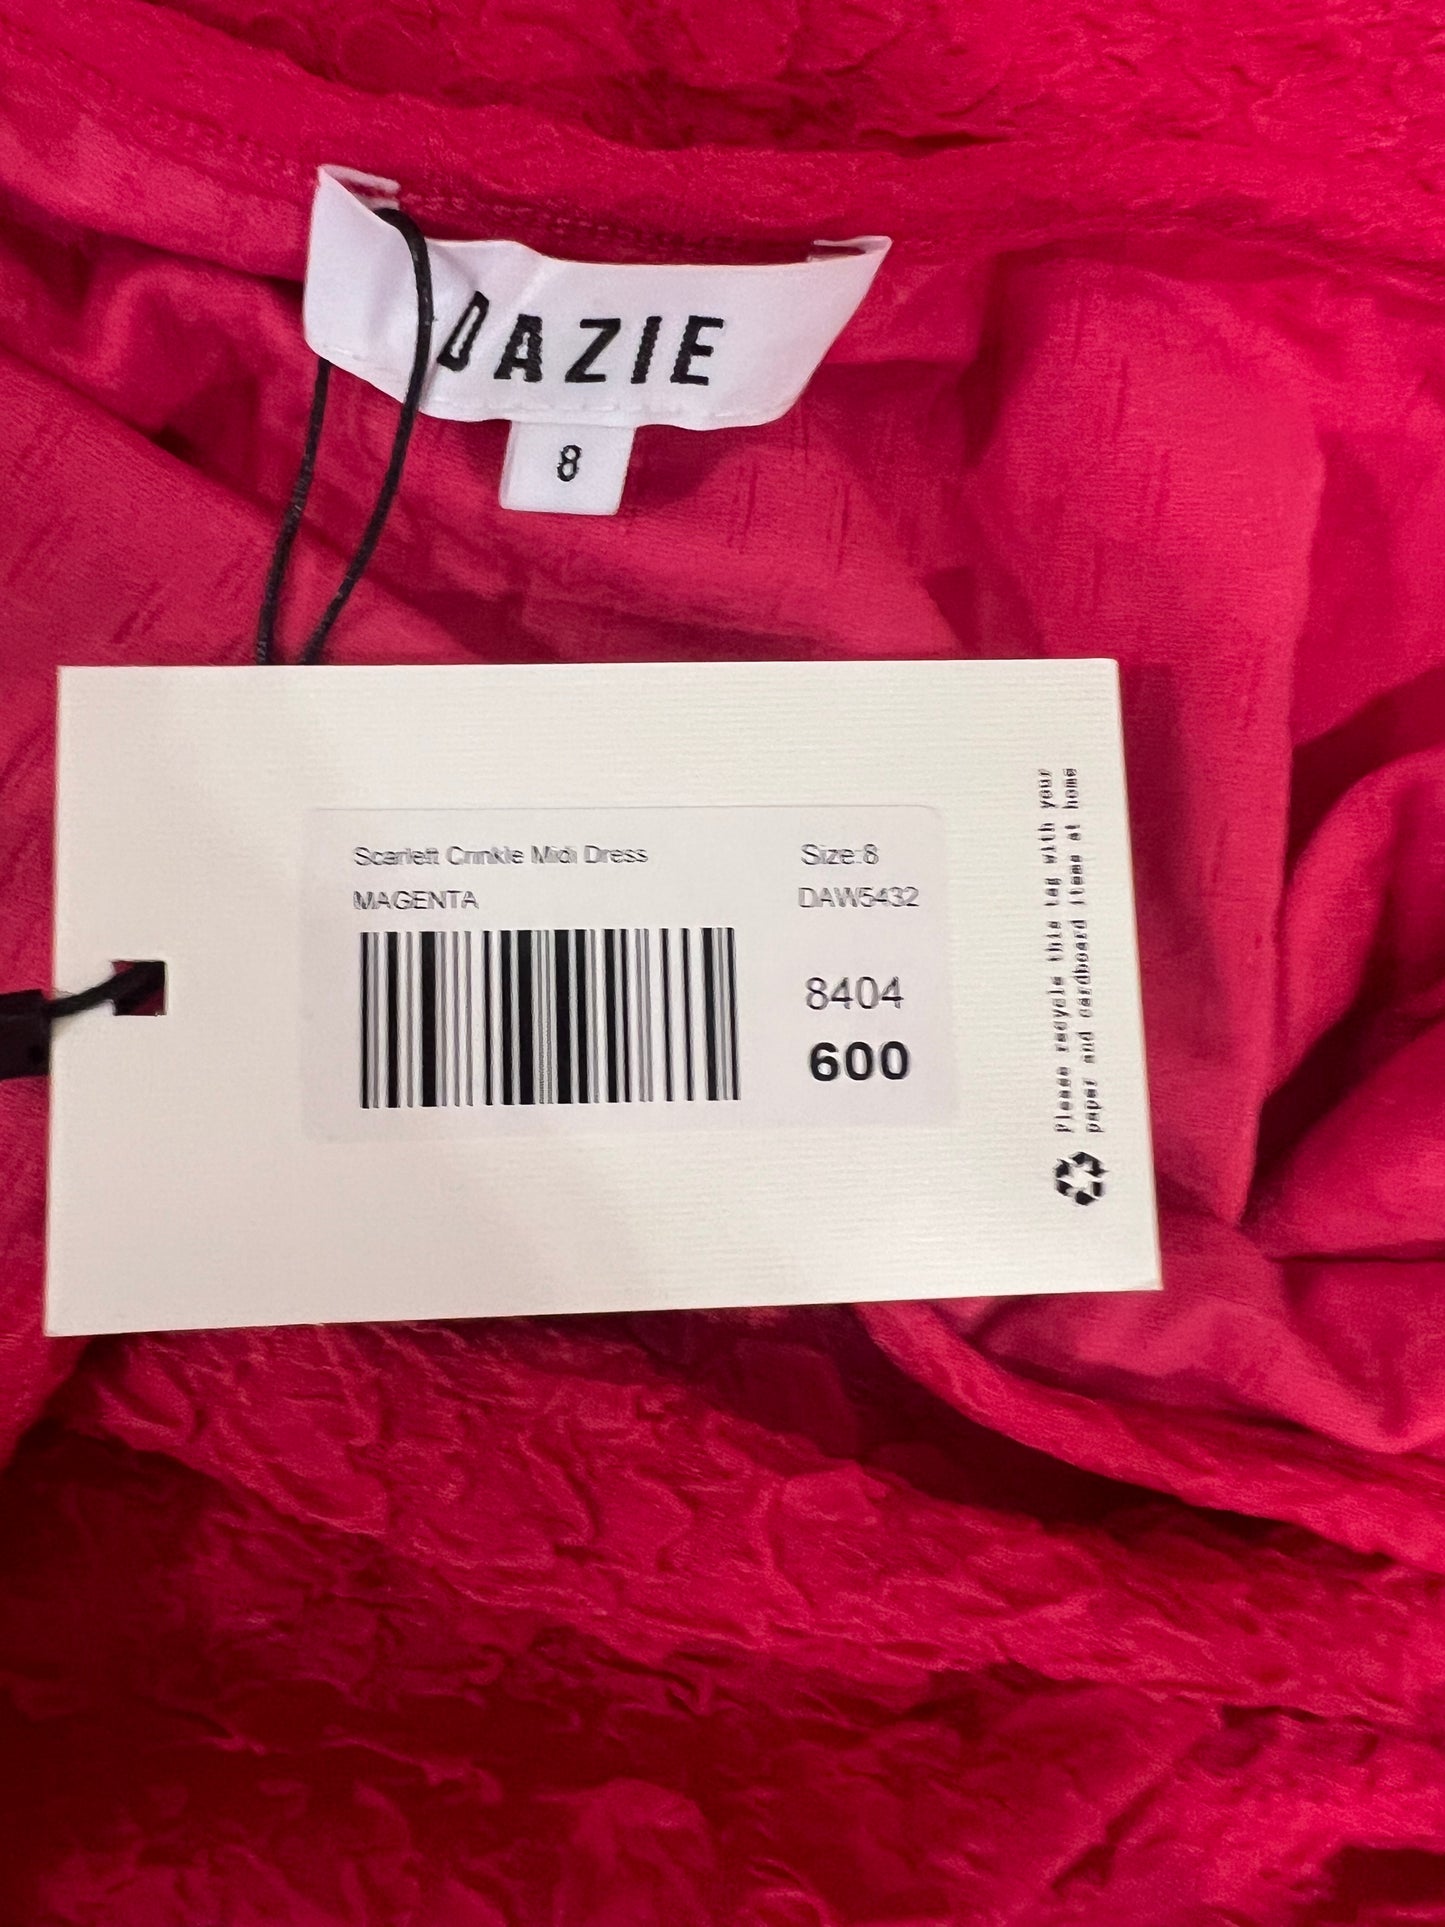 DAZIE
8
Scarlett Crinkle Midi Dress
Size:8
MAGENTA
DAW5432
8404
600
Please recycle this tag with your
paper and cardboard items at home